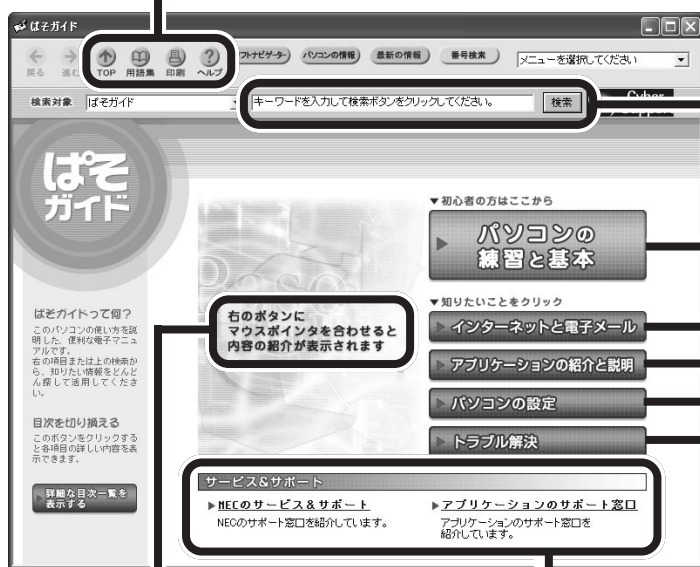 ぱそガイド
戻る 進む TOP 用語集 印刷 ヘルプ フトナビゲーター パソコンの情報 最新の情報 番号検索 メニューを選択してください
検索対象 ぱそガイド キーワードを入力して検索ボタンをクリックしてください。 検索 Cyber
ぱそ
ガイド
▼初心者の方はここから
パソコンの
練習と基本
▼知りたいことをクリック
インターネットと電子メール
アプリケーションの紹介と説明
パソコンの設定
トラブル解決
右のボタンに
マウスポインタを合わせると
内容の紹介が表示されます
ぱそガイドって何?
このパソコンの使い方を説
明した、便利な電子マニュ
アルです。
右の項目または上の検索か
ら、知りたい情報をどんど
ん探して活用してくださ
い。
目次を切り換える
このボタンをクリックする
と各項目の詳しい内容を表
示できます。
詳細な目次一覧を
表示する
サービス&サポート
NECのサービス&サポート
NECのサポート窓口を紹介しています。
アプリケーションのサポート窓口
アプリケーションのサポート窓口を
紹介しています。